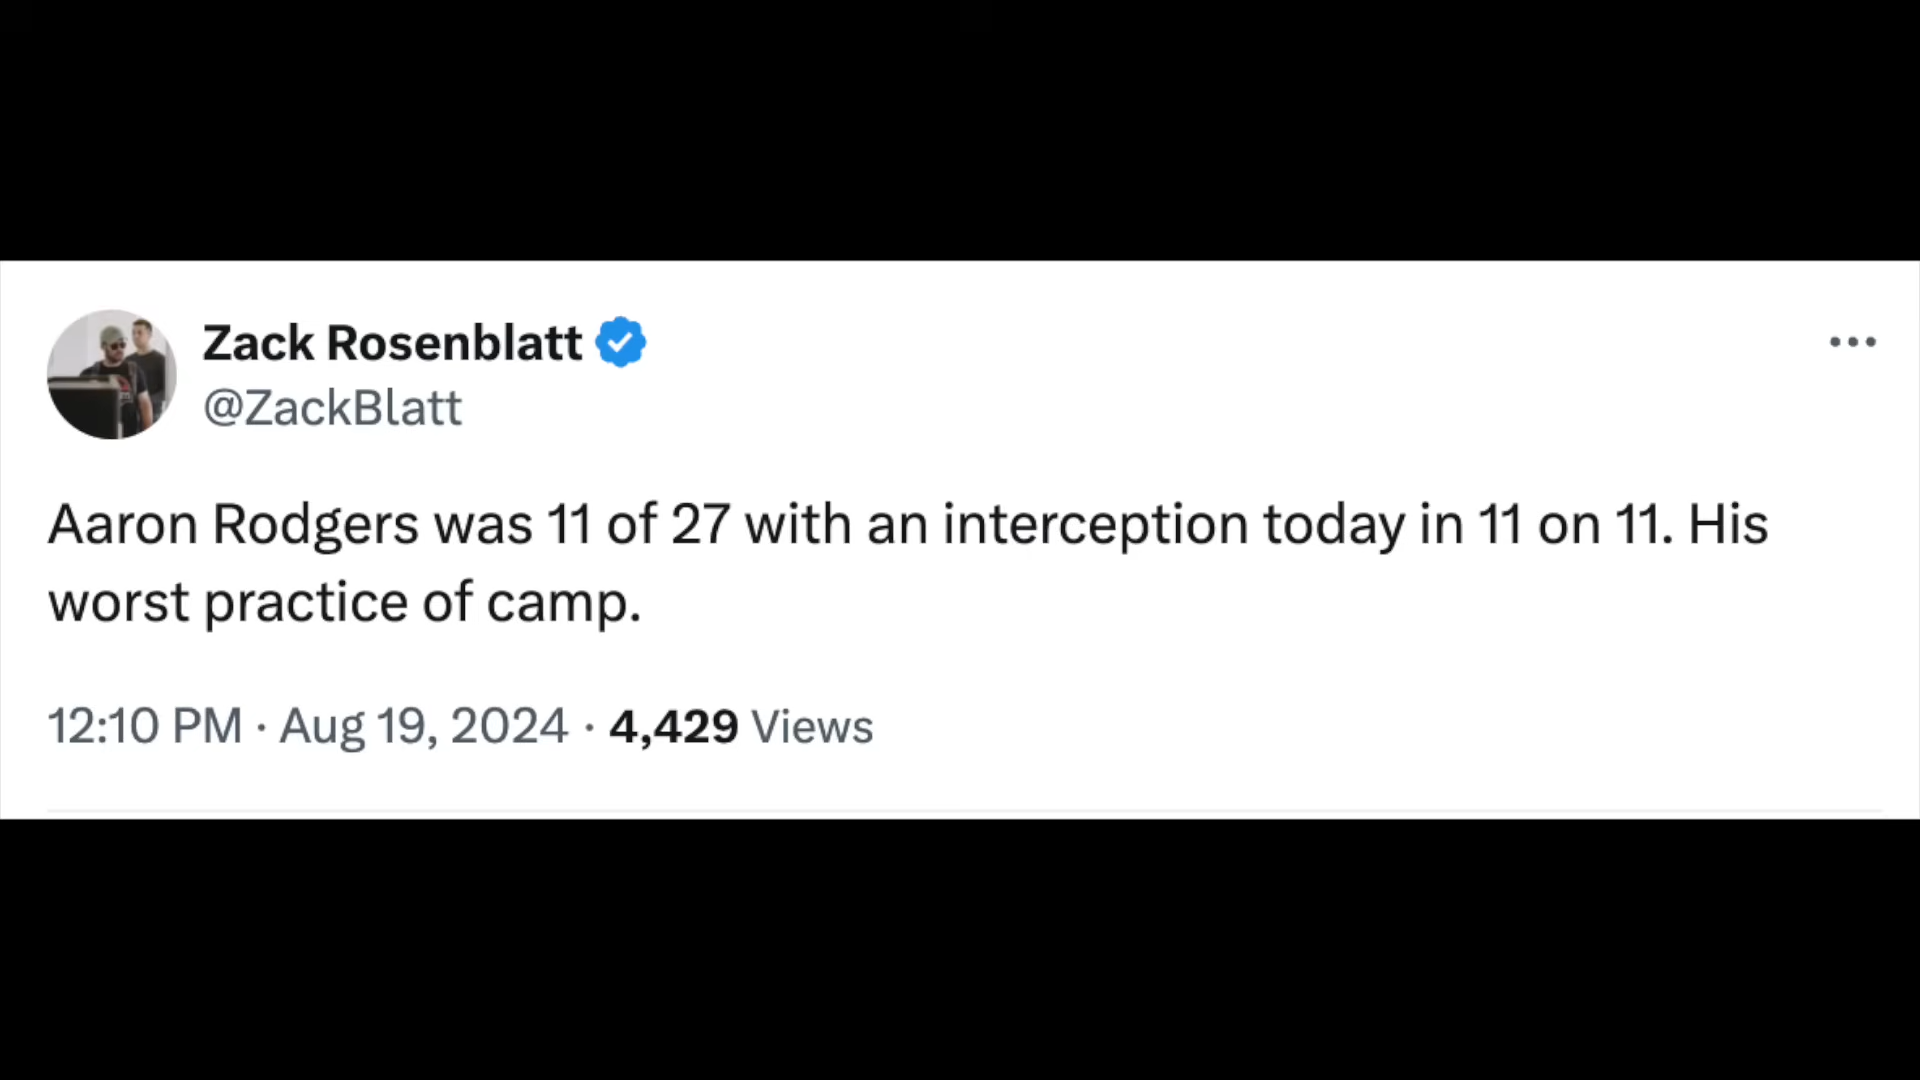 Zack Rosenblatt
@ZackBlatt
Aaron Rodgers was 11 of 27 with an interception today in 11 on 11. His
worst practice of camp.
12:10 PM · Aug 19, 2024 · 4,429 Views